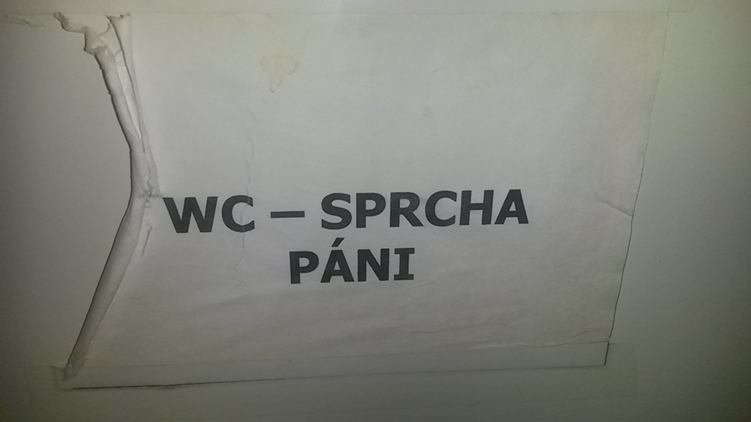 WC – SPRCHA
PÁNI